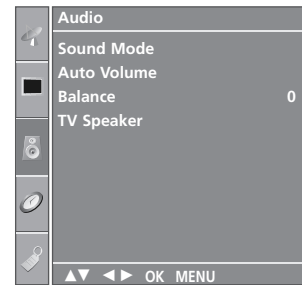 Audio
Sound Mode
Auto Volume
Balance 0
TV Speaker
▲▼ ◄► OK MENU